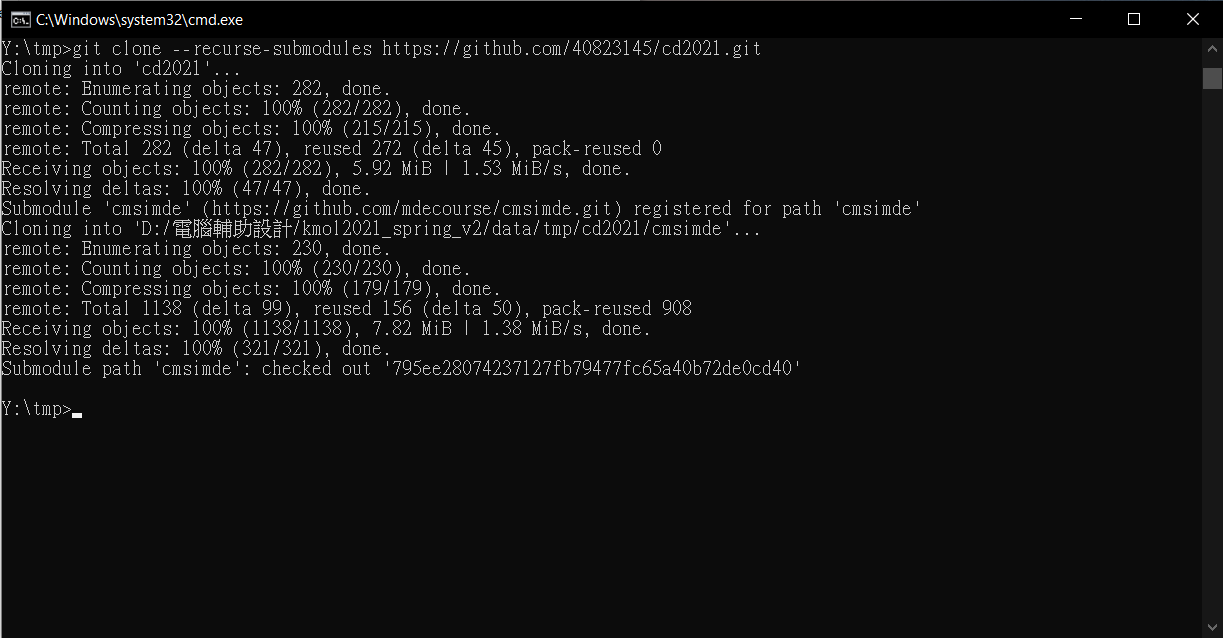 C:\Windows\system32\cmd.exe
Y:\tmp>git clone --recurse-submodules https://github.com/40823145/cd2021.git
Cloning into 'cd2021'...
remote: Enumerating objects: 282, done.
remote: Counting objects: 100% (282/282), done.
remote: Compressing objects: 100% (215/215), done.
remote: Total 282 (delta 47), reused 272 (delta 45), pack-reused 0
Receiving objects: 100% (282/282), 5.92 MiB | 1.53 MiB/s, done.
Resolving deltas: 100% (47/47), done.
Submodule 'cmsimde' (https://github.com/mdecourse/cmsimde.git) registered for path 'cmsimde'
Cloning into 'D:/電腦輔助設計/kmol2021_spring_v2/data/tmp/cd2021/cmsimde'...
remote: Enumerating objects: 230, done.
remote: Counting objects: 100% (230/230), done.
remote: Compressing objects: 100% (179/179), done.
remote: Total 1138 (delta 99), reused 156 (delta 50), pack-reused 908
Receiving objects: 100% (1138/1138), 7.82 MiB | 1.38 MiB/s, done.
Resolving deltas: 100% (321/321), done.
Submodule path 'cmsimde': checked out '795ee28074237127fb79477fc65a40b72de0cd40'
Y:\tmp>